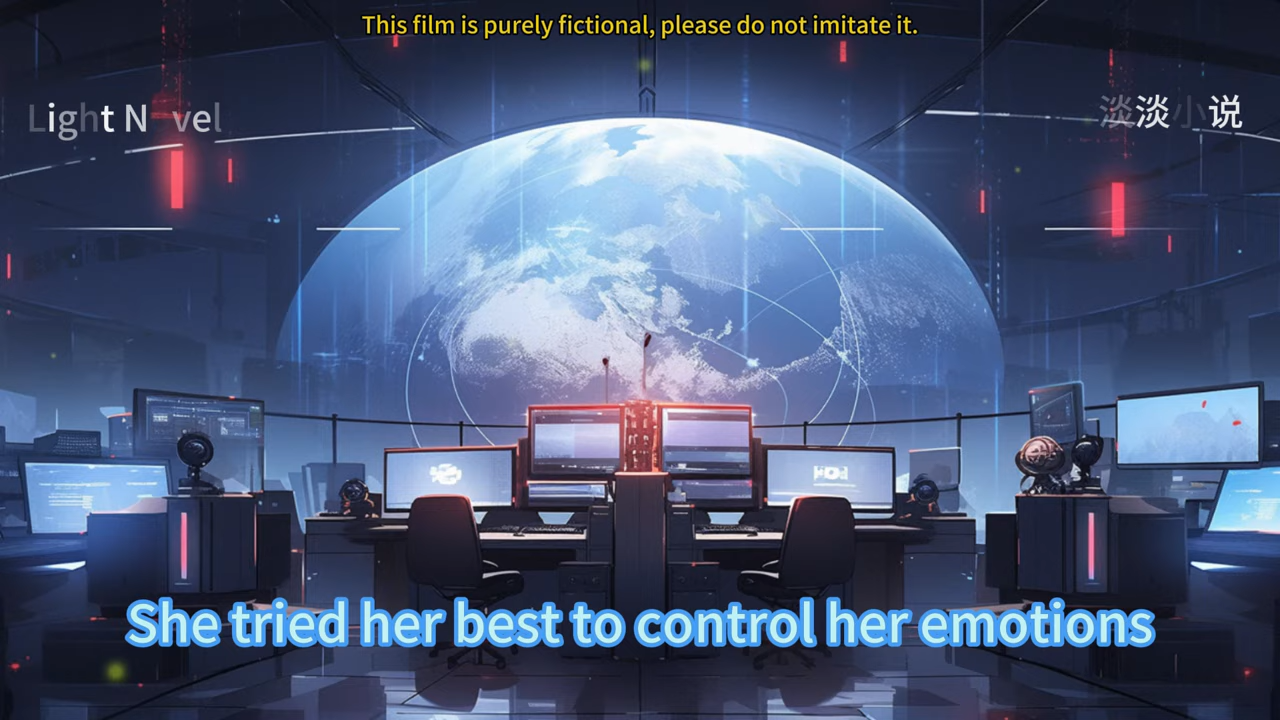 This film is purely fictional, please do not imitate it.
Light N vel
淡淡小说
She tried her best to control her emotions